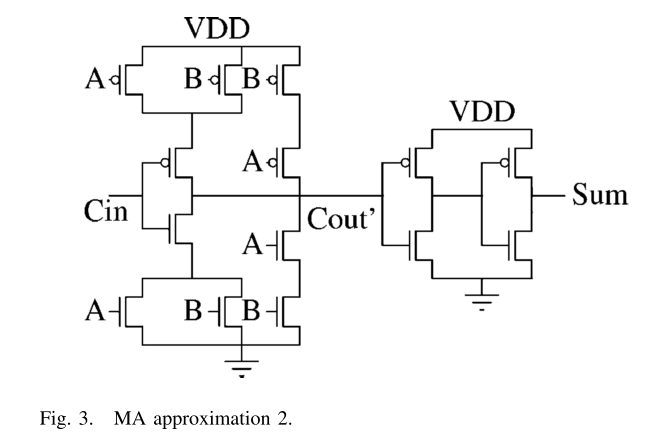 VDD
A B B
VDD
A
Cin Cout' Sum
A
A B B
Fig. 3. MA approximation 2.